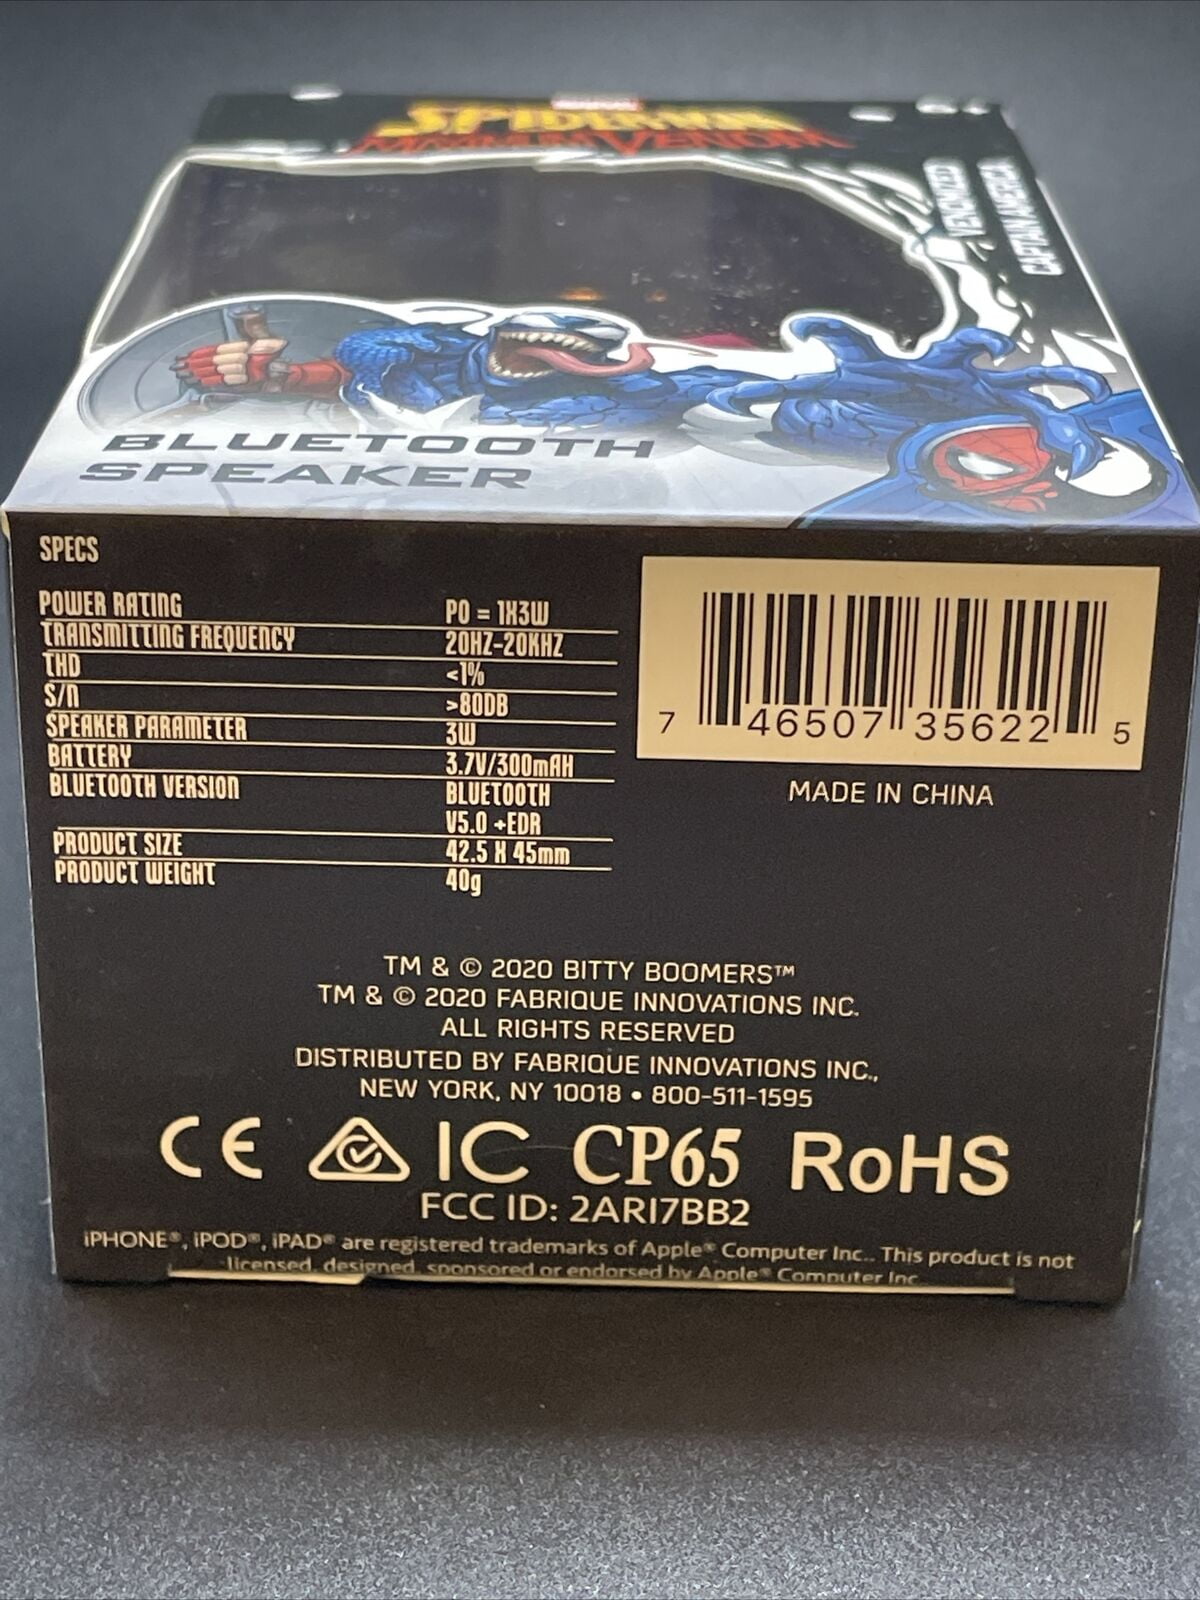 SPIDER-MAN
MAXIMUM VENOM
VENOMIZED
CAPTAIN AMERICA
BLUETOOTH
SPEAKER
SPECS
POWER RATING PO = 1X3W
TRANSMITTING FREQUENCY 20HZ-20KHZ
THD <1%
S/N >80DB
SPEAKER PARAMETER 3W
BATTERY 3.7V/300mAH
BLUETOOTH VERSION BLUETOOTH
V5.0 +EDR
PRODUCT SIZE 42.5 X 45mm
PRODUCT WEIGHT 40g
7 46507 35622 5
MADE IN CHINA
TM & © 2020 BITTY BOOMERS™
TM & © 2020 FABRIQUE INNOVATIONS INC.
ALL RIGHTS RESERVED
DISTRIBUTED BY FABRIQUE INNOVATIONS INC.,
NEW YORK, NY 10018 • 800-511-1595
CE IC CP65 RoHS
FCC ID: 2ARI7BB2
iPHONE®, iPOD®, iPAD® are registered trademarks of Apple® Computer Inc.. This product is not
licensed, designed, sponsored or endorsed by Apple® Computer Inc